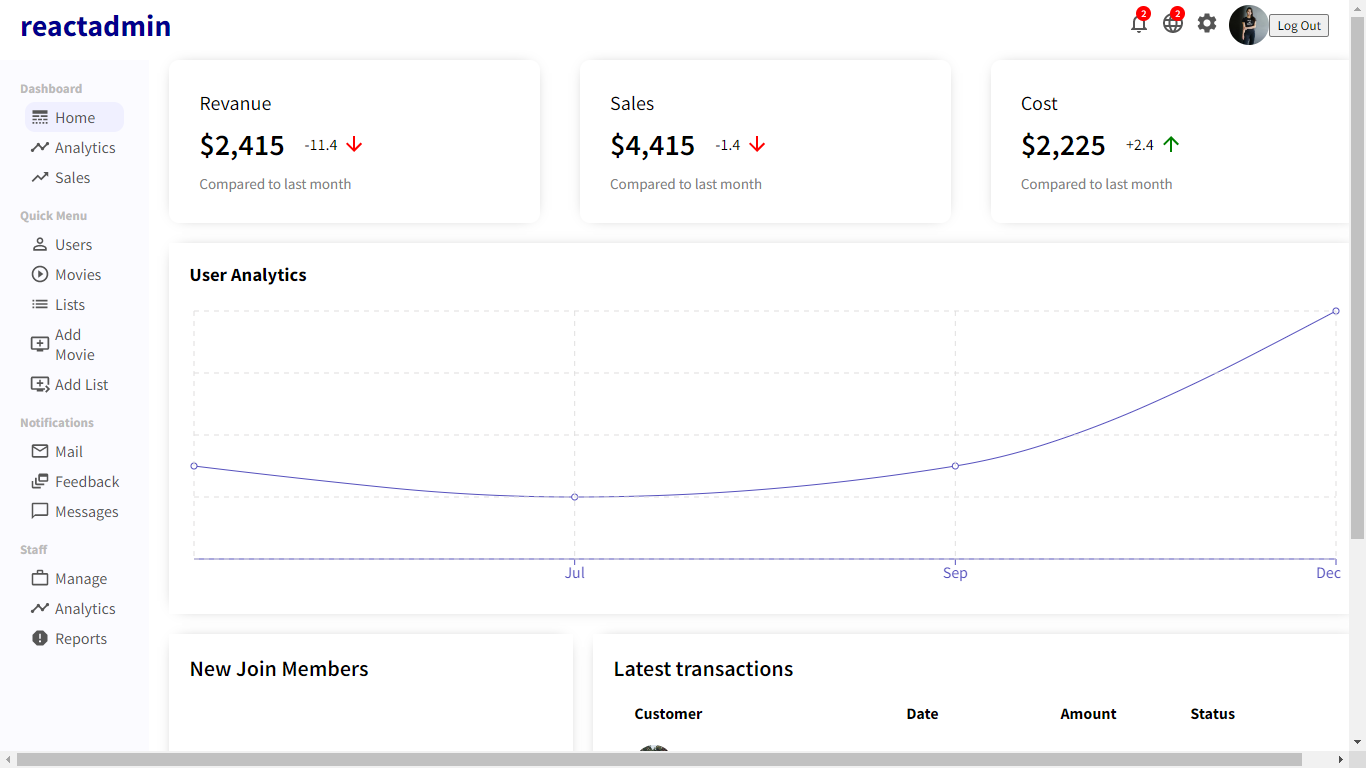 reactadmin
2
2
Log Out
Dashboard
Home
Analytics
Sales
Quick Menu
Users
Movies
Lists
Add
Movie
Add List
Notifications
Mail
Feedback
Messages
Staff
Manage
Analytics
Reports
Revanue
$2,415 -11.4
Compared to last month
Sales
$4,415 -1.4
Compared to last month
Cost
$2,225 +2.4
Compared to last month
User Analytics
Jul Sep Dec
New Join Members
Latest transactions
Customer Date Amount Status